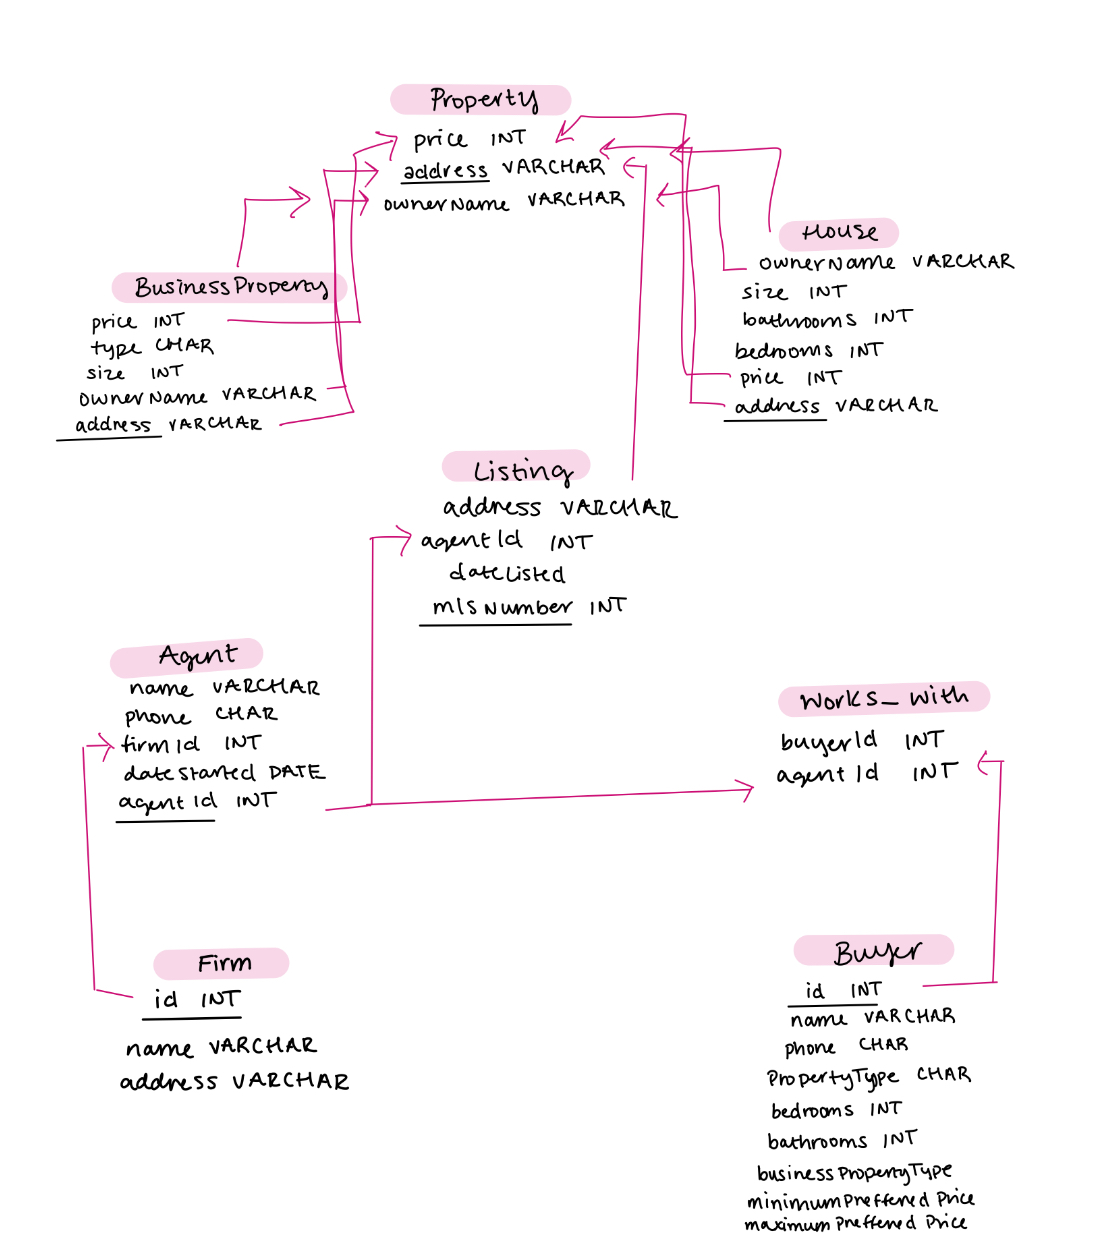 Property
price INT
address VARCHAR
ownerName VARCHAR
House
ownerName VARCHAR
size INT
bathrooms INT
bedrooms INT
price INT
address VARCHAR
BusinessProperty
price INT
type CHAR
size INT
ownerName VARCHAR
address VARCHAR
Listing
address VARCHAR
agentId INT
dateListed
mlsNumber INT
Agent
name VARCHAR
phone CHAR
firmId INT
dateStarted DATE
agentId INT
Works_With
buyerId INT
agentId INT
Firm
id INT
name VARCHAR
address VARCHAR
Buyer
id INT
name VARCHAR
phone CHAR
PropertyType CHAR
bedrooms INT
bathrooms INT
businessPropertyType
minimumPreffered Price
maximumPreffered Price